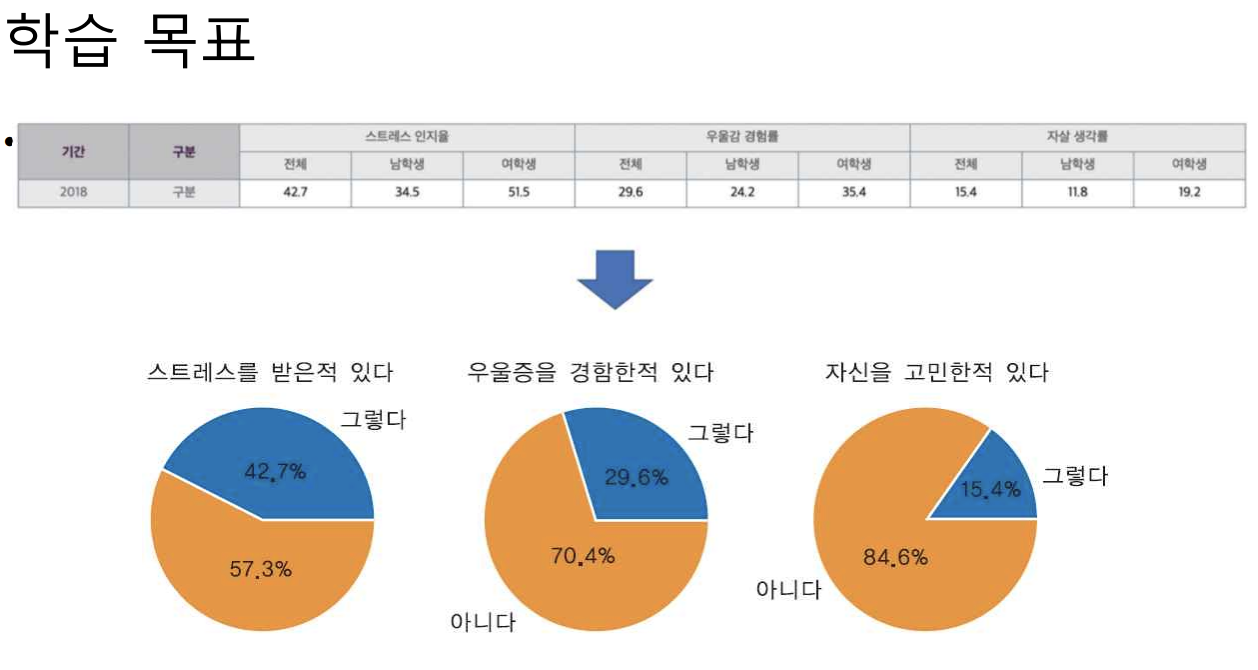 학습 목표
• 기간 구분 스트레스 인지율 우울감 경험률 자살 생각률
전체 남학생 여학생 전체 남학생 여학생 전체 남학생 여학생
2018 구분 42.7 34.5 51.5 29.6 24.2 35.4 15.4 11.8 19.2
스트레스를 받은적 있다 우울증을 경함한적 있다 자신을 고민한적 있다
그렇다
42.7%
57.3%
그렇다
29.6%
70.4%
아니다
그렇다
15.4%
84.6%
아니다